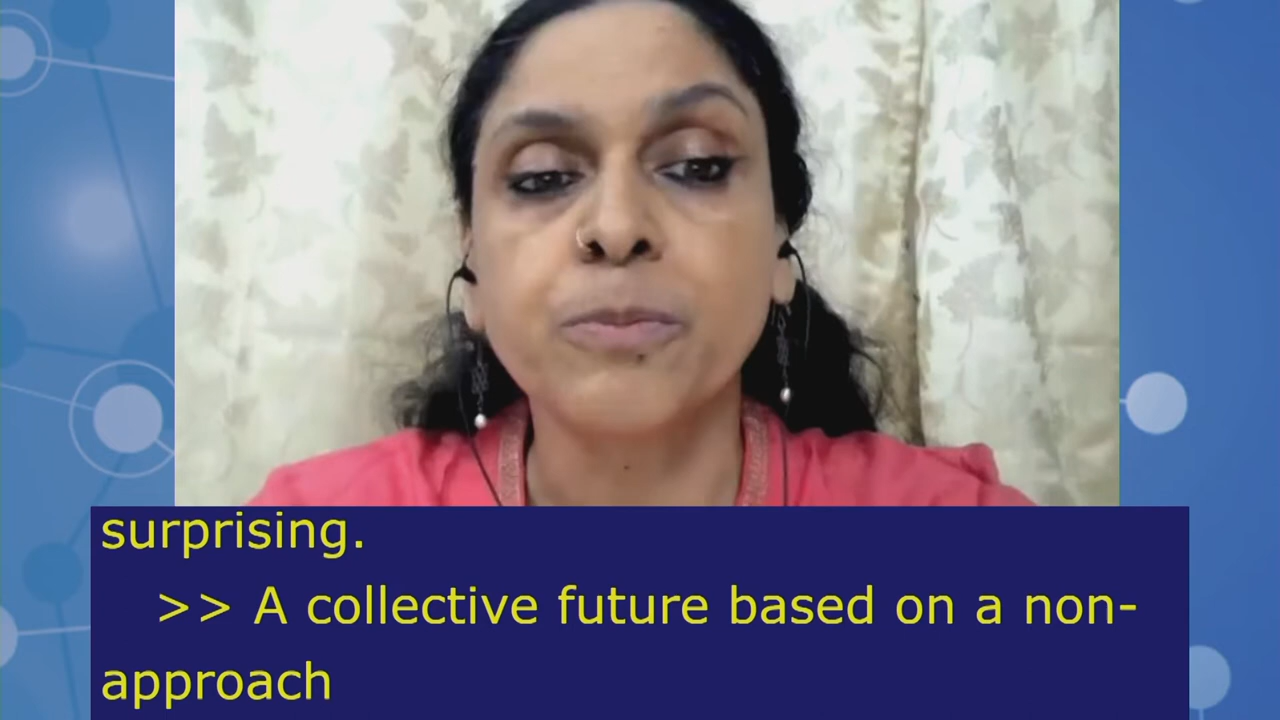 surprising.
>> A collective future based on a non-
approach